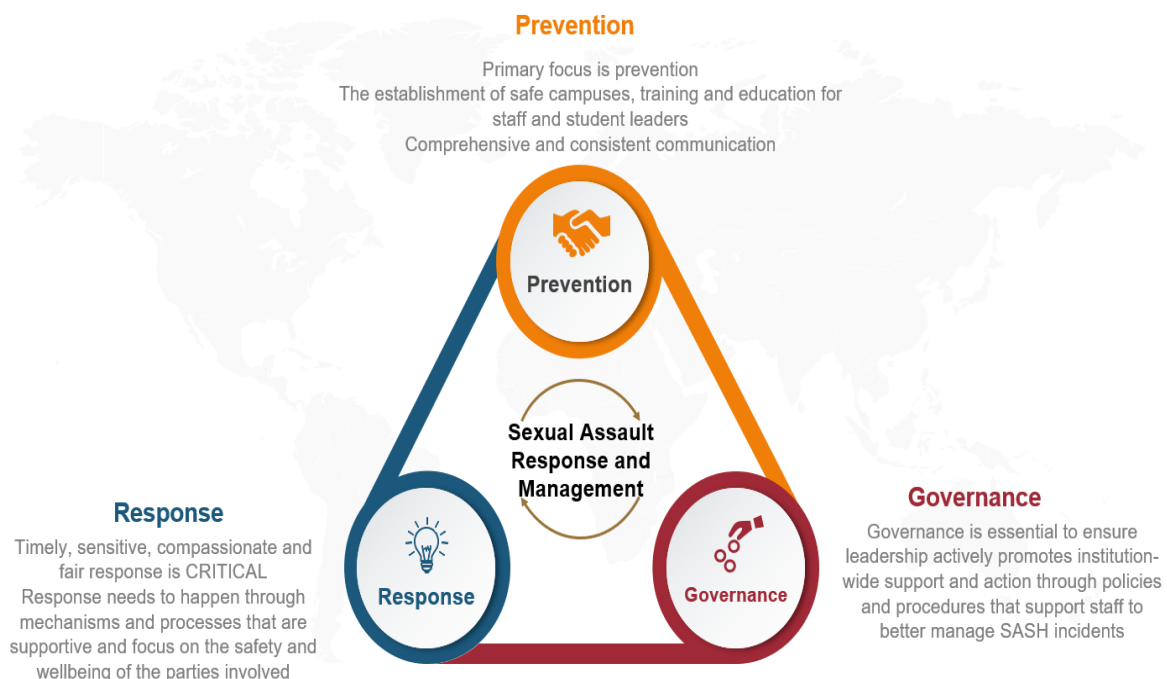 Prevention
Primary focus is prevention
The establishment of safe campuses, training and education for
staff and student leaders
Comprehensive and consistent communication
Prevention
Sexual Assault
Response and
Management
Response
Timely, sensitive, compassionate and
fair response is CRITICAL
Response needs to happen through
mechanisms and processes that are
supportive and focus on the safety and
wellbeing of the parties involved
Response
Governance
Governance
Governance is essential to ensure
leadership actively promotes institution-
wide support and action through policies
and procedures that support staff to
better manage SASH incidents